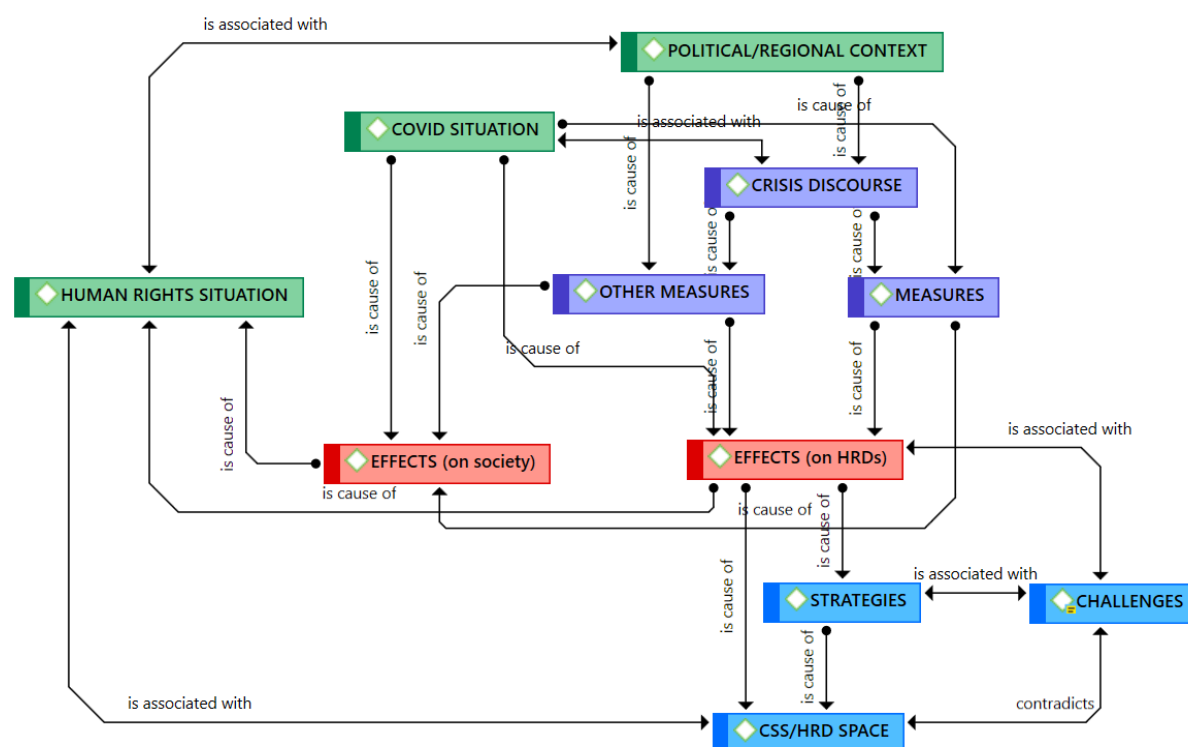 is associated with
POLITICAL/REGIONAL CONTEXT
is cause of
COVID SITUATION
is associated with
is cause of
is cause of
CRISIS DISCOURSE
is cause of
is cause of
HUMAN RIGHTS SITUATION
OTHER MEASURES
MEASURES
is cause of
is cause of
is cause of
is cause of
is cause of
is cause of
is associated with
EFFECTS (on society)
EFFECTS (on HRDs)
is cause of
is cause of
is cause of
is cause of
is associated with
STRATEGIES
CHALLENGES
is cause of
is associated with
contradicts
CSS/HRD SPACE